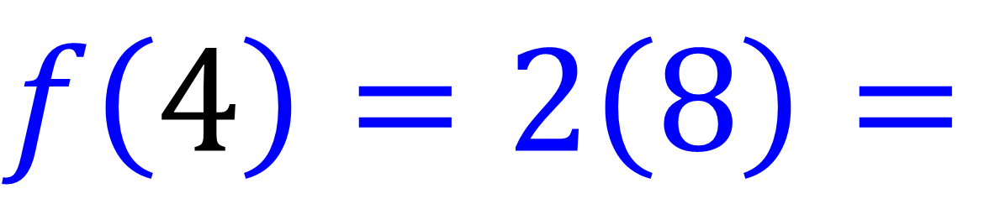 f(4) = 2(8) =